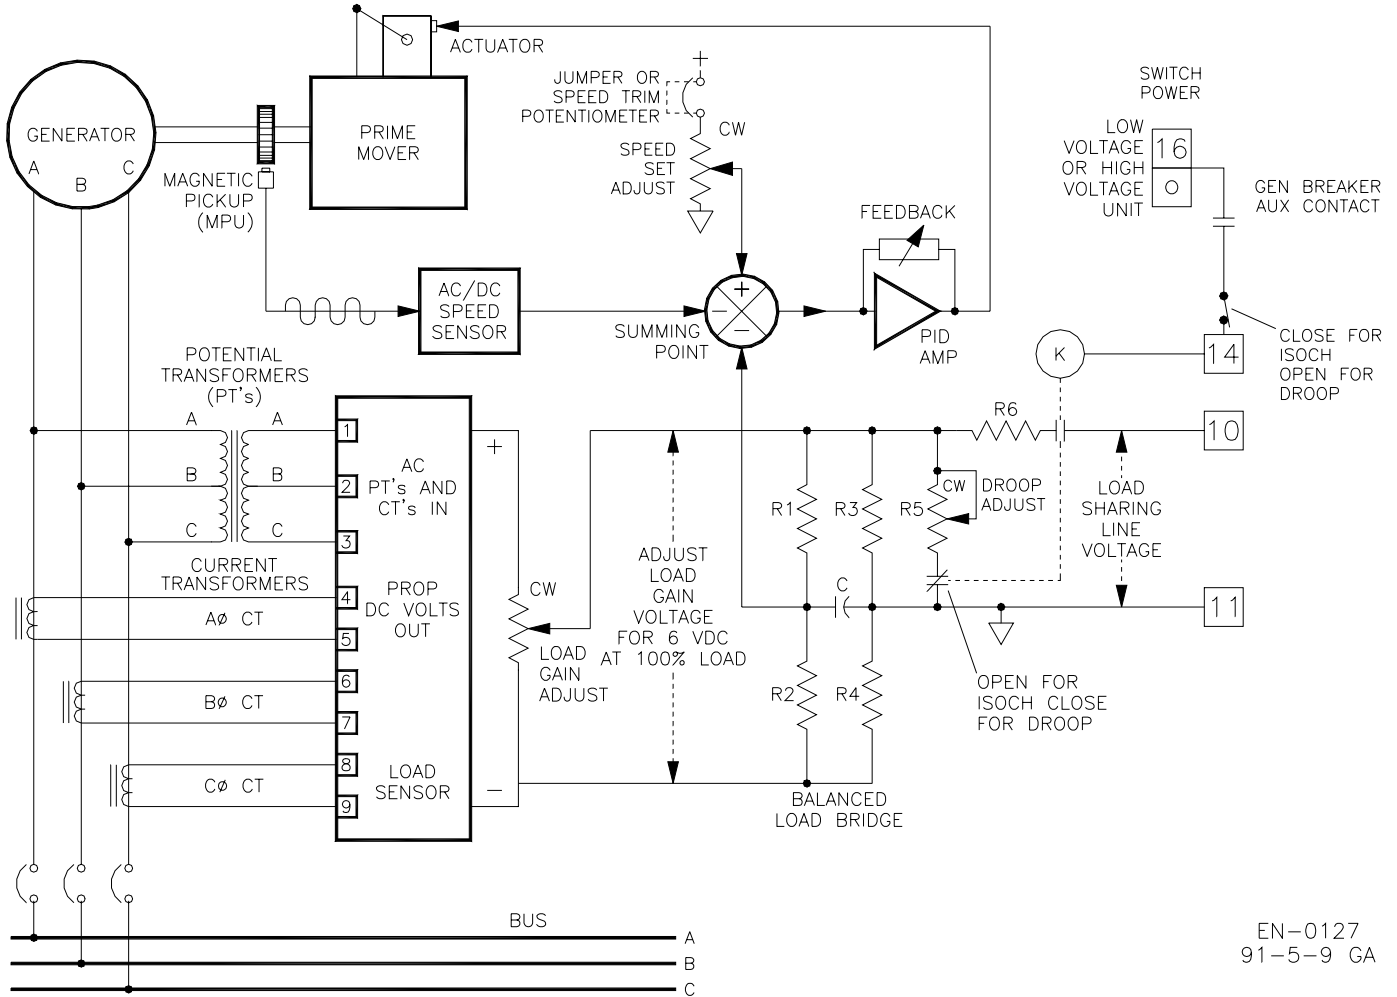 ACTUATOR
GENERATOR
A
B
C
PRIME
MOVER
MAGNETIC
PICKUP
(MPU)
JUMPER OR
SPEED TRIM
POTENTIOMETER
+
CW
SPEED
SET
ADJUST
SWITCH
POWER
LOW
VOLTAGE
OR HIGH
VOLTAGE
UNIT
16
GEN BREAKER
AUX CONTACT
FEEDBACK
AC/DC
SPEED
SENSOR
+
−
−
SUMMING
POINT
PID
AMP
K
14
CLOSE FOR
ISOCH
OPEN FOR
DROOP
POTENTIAL
TRANSFORMERS
(PT's)
A
A
B
B
C
C
CURRENT
TRANSFORMERS
AØ CT
BØ CT
CØ CT
1
2
3
4
5
6
7
8
9
AC
PT's AND
CT's IN
PROP
DC VOLTS
OUT
LOAD
SENSOR
+
−
CW
LOAD
GAIN
ADJUST
ADJUST
LOAD
GAIN
VOLTAGE
FOR 6 VDC
AT 100% LOAD
R1
R3
R5
CW
DROOP
ADJUST
R6
10
LOAD
SHARING
LINE
VOLTAGE
C
11
R2
R4
OPEN FOR
ISOCH CLOSE
FOR DROOP
BALANCED
LOAD BRIDGE
BUS
A
B
C
EN−0127
91−5−9 GA